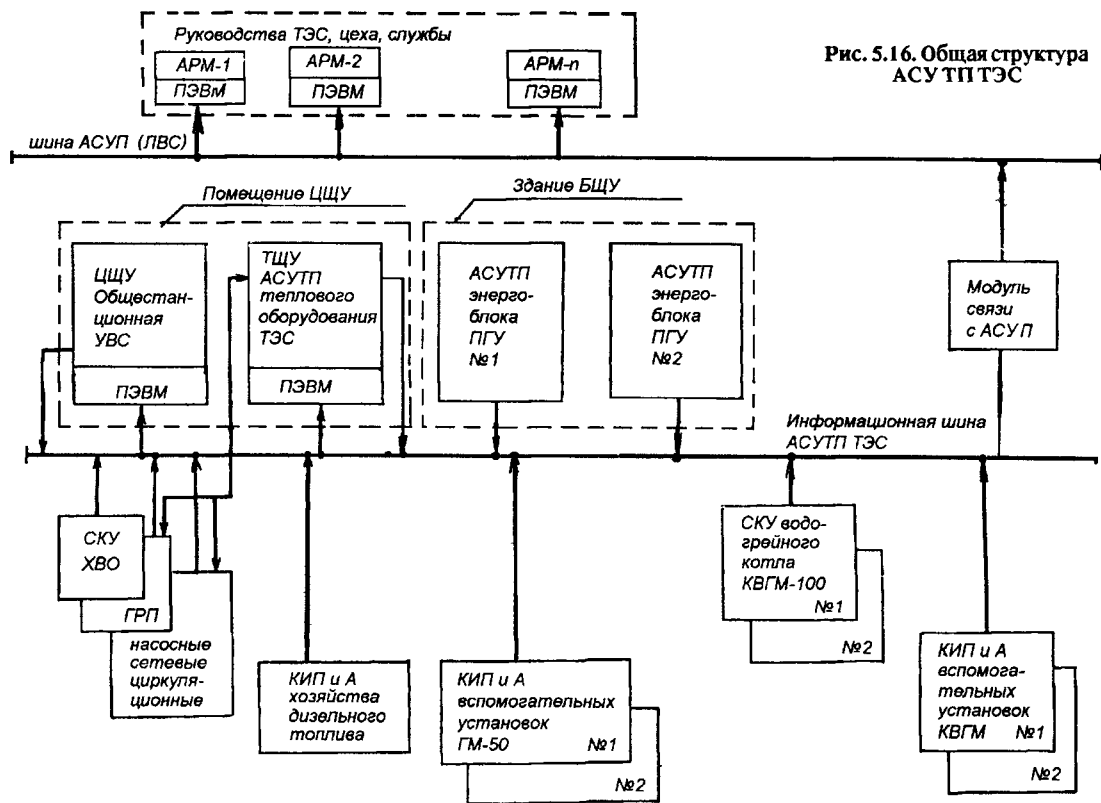 Руководства ТЭС, цеха, службы
АРМ-1
ПЭВМ
АРМ-2
ПЭВМ
АРМ-n
ПЭВМ
Рис. 5.16. Общая структура
АСУ ТП ТЭС
шина АСУП (ЛВС)
Помещение ЦЩУ
Здание БЩУ
ЦЩУ
Общестан-
ционная
УВС
ПЭВМ
ТЩУ
АСУТП
теплового
оборудования
ТЭС
ПЭВМ
АСУТП
энерго-
блока
ПГУ
№1
АСУТП
энерго-
блока
ПГУ
№2
Модуль
связи
с АСУП
Информационная шина
АСУТП ТЭС
СКУ
ХВО
ГРП
насосные
сетевые
циркуля-
ционные
КИП и А
хозяйства
дизельного
топлива
КИП и А
вспомогательных
установок
ГМ-50 №1
№2
СКУ водо-
грейного
котла
КВГМ-100
№1
№2
КИП и А
вспомога-
тельных
установок
КВГМ №1
№2